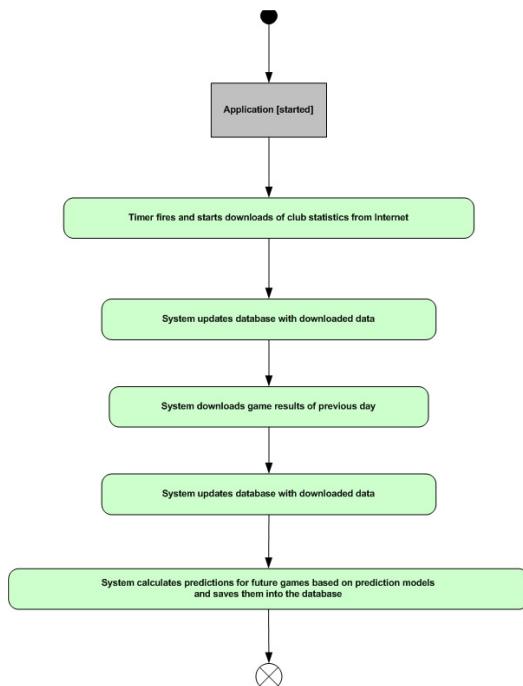 Application [started]
Timer fires and starts downloads of club statistics from Internet
System updates database with downloaded data
System downloads game results of previous day
System updates database with downloaded data
System calculates predictions for future games based on prediction models
and saves them into the database